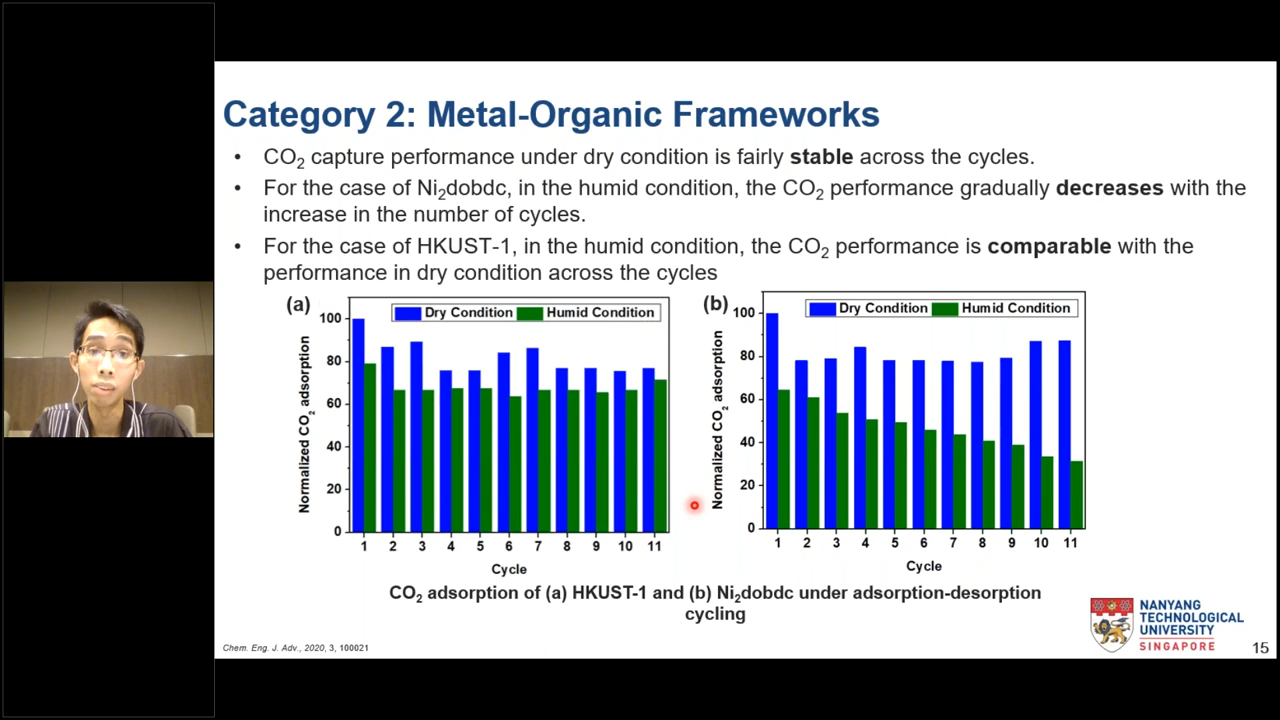 Category 2: Metal-Organic Frameworks
• CO2 capture performance under dry condition is fairly stable across the cycles.
• For the case of Ni2dobdc, in the humid condition, the CO2 performance gradually decreases with the
increase in the number of cycles.
• For the case of HKUST-1, in the humid condition, the CO2 performance is comparable with the
performance in dry condition across the cycles
(a)
Dry Condition Humid Condition
Normalized CO2 adsorption
100
80
60
40
20
0
1 2 3 4 5 6 7 8 9 10 11
Cycle
(b)
Dry Condition Humid Condition
Normalized CO2 adsorption
100
80
60
40
20
0
1 2 3 4 5 6 7 8 9 10 11
Cycle
CO2 adsorption of (a) HKUST-1 and (b) Ni2dobdc under adsorption-desorption
cycling
Chem. Eng. J. Adv., 2020, 3, 100021
NANYANG
TECHNOLOGICAL
UNIVERSITY
SINGAPORE
15